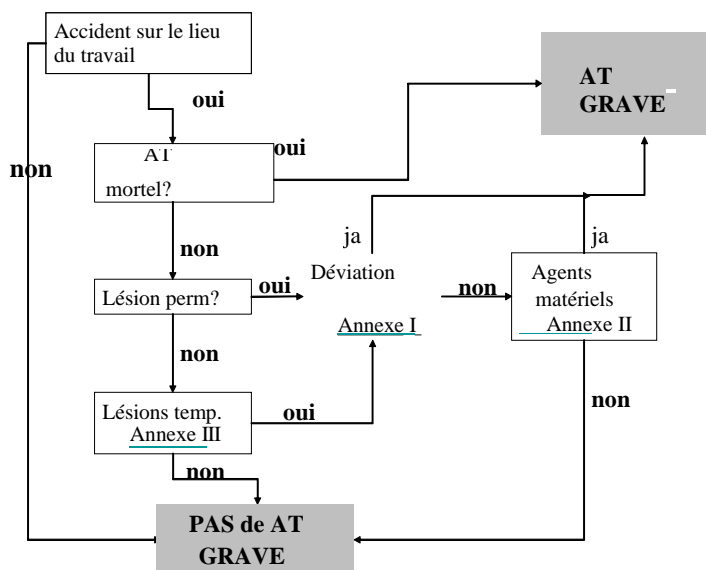 Accident sur le lieu
du travail
AT
GRAVE
oui
non
AT
mortel?
oui
non
ja
ja
Lésion perm?
oui
Déviation
Annexe I
non
Agents
matériels
Annexe II
non
Lésions temp.
Annexe III
oui
non
non
PAS de AT
GRAVE